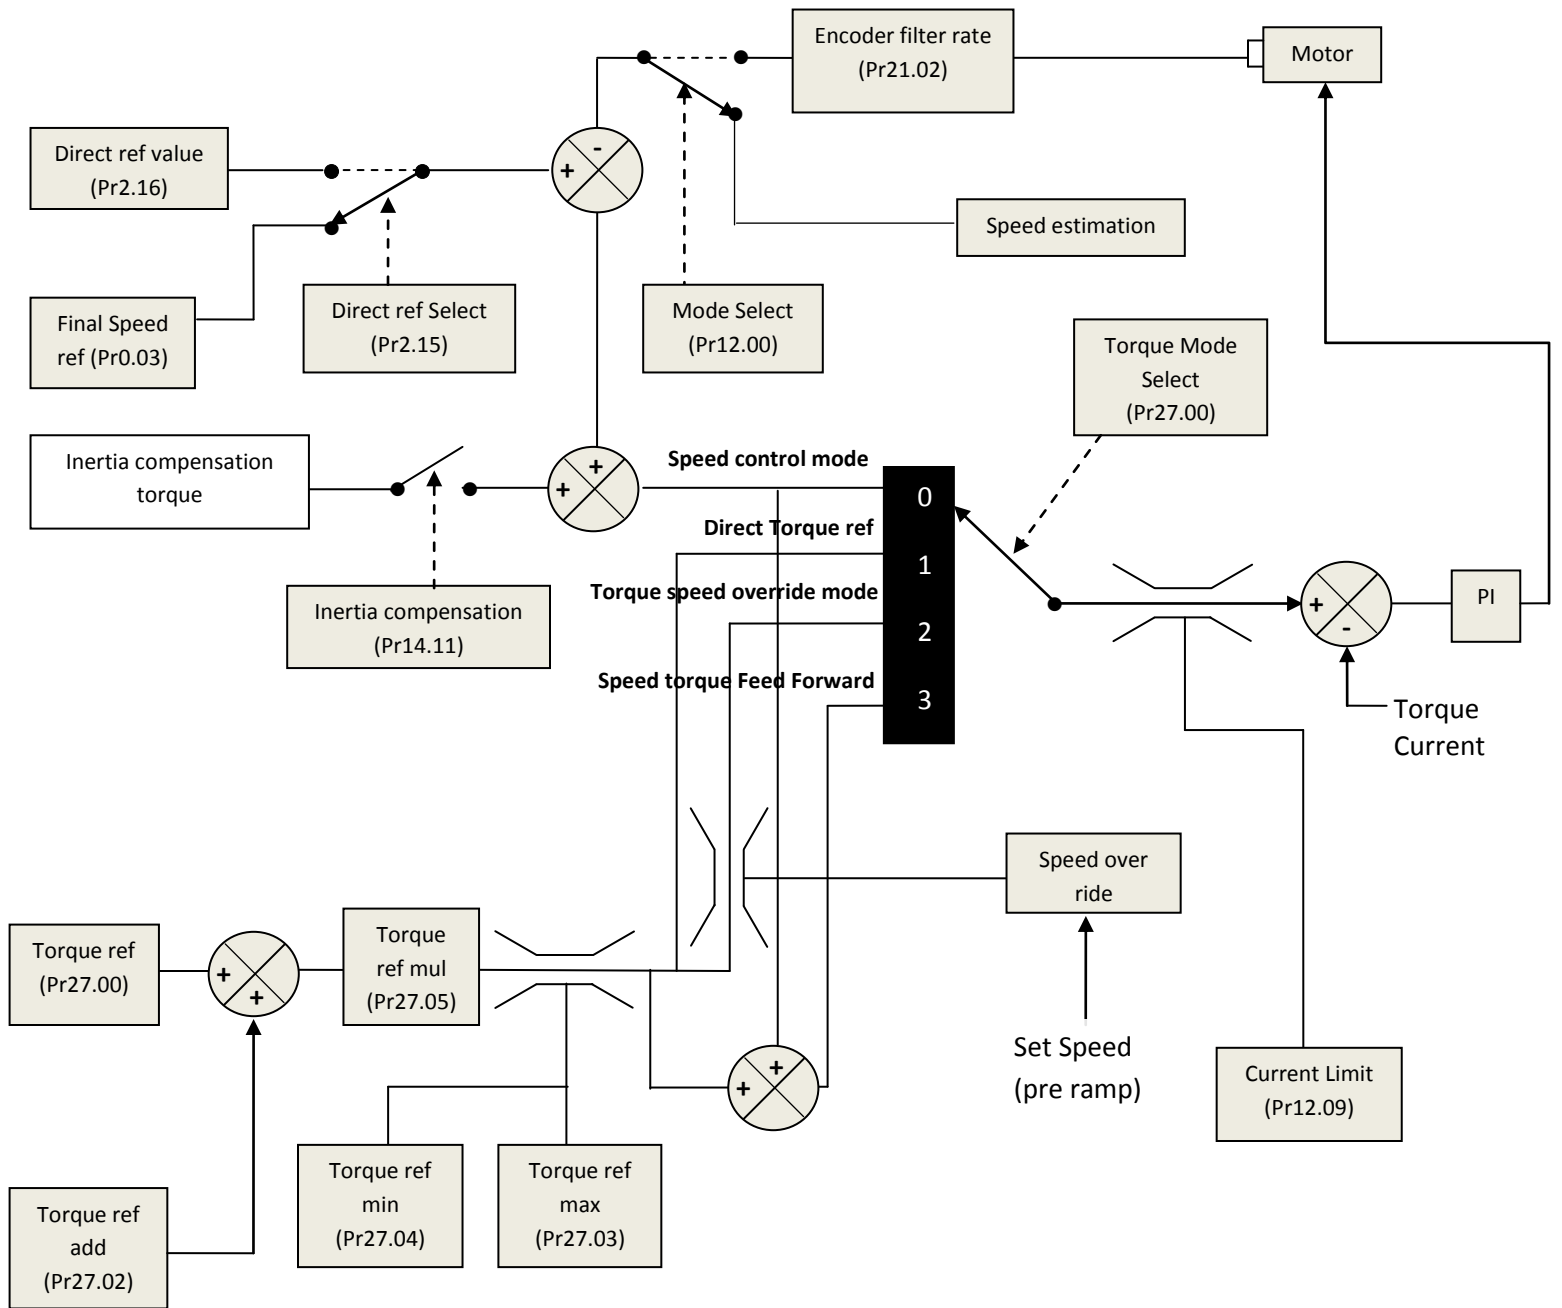 Encoder filter rate
(Pr21.02)
Motor
Direct ref value
(Pr2.16)
-
+
Speed estimation
Final Speed
ref (Pr0.03)
Direct ref Select
(Pr2.15)
Mode Select
(Pr12.00)
Torque Mode
Select
(Pr27.00)
Inertia compensation
torque
+
+
Speed control mode
0
Direct Torque ref
1
Torque speed override mode
2
Speed torque Feed Forward
3
Inertia compensation
(Pr14.11)
+
-
PI
Torque
Current
Speed over
ride
Torque ref
(Pr27.00)
+
+
Torque
ref mul
(Pr27.05)
Set Speed
(pre ramp)
+
+
Current Limit
(Pr12.09)
Torque ref
min
(Pr27.04)
Torque ref
max
(Pr27.03)
Torque ref
add
(Pr27.02)